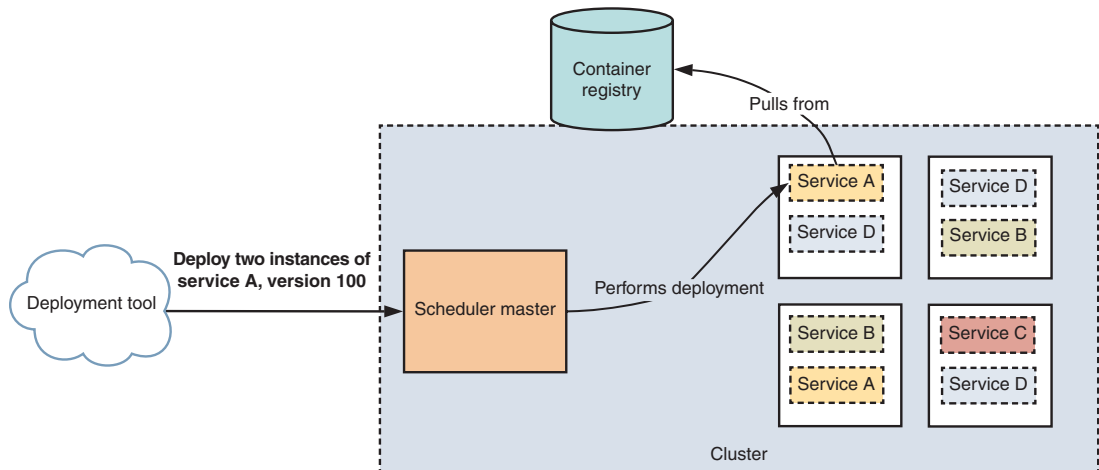 Container
registry
Pulls from
Service A
Service D
Service D
Service B
Deploy two instances of
service A, version 100
Deployment tool
Scheduler master
Performs deployment
Service B
Service A
Service C
Service D
Cluster